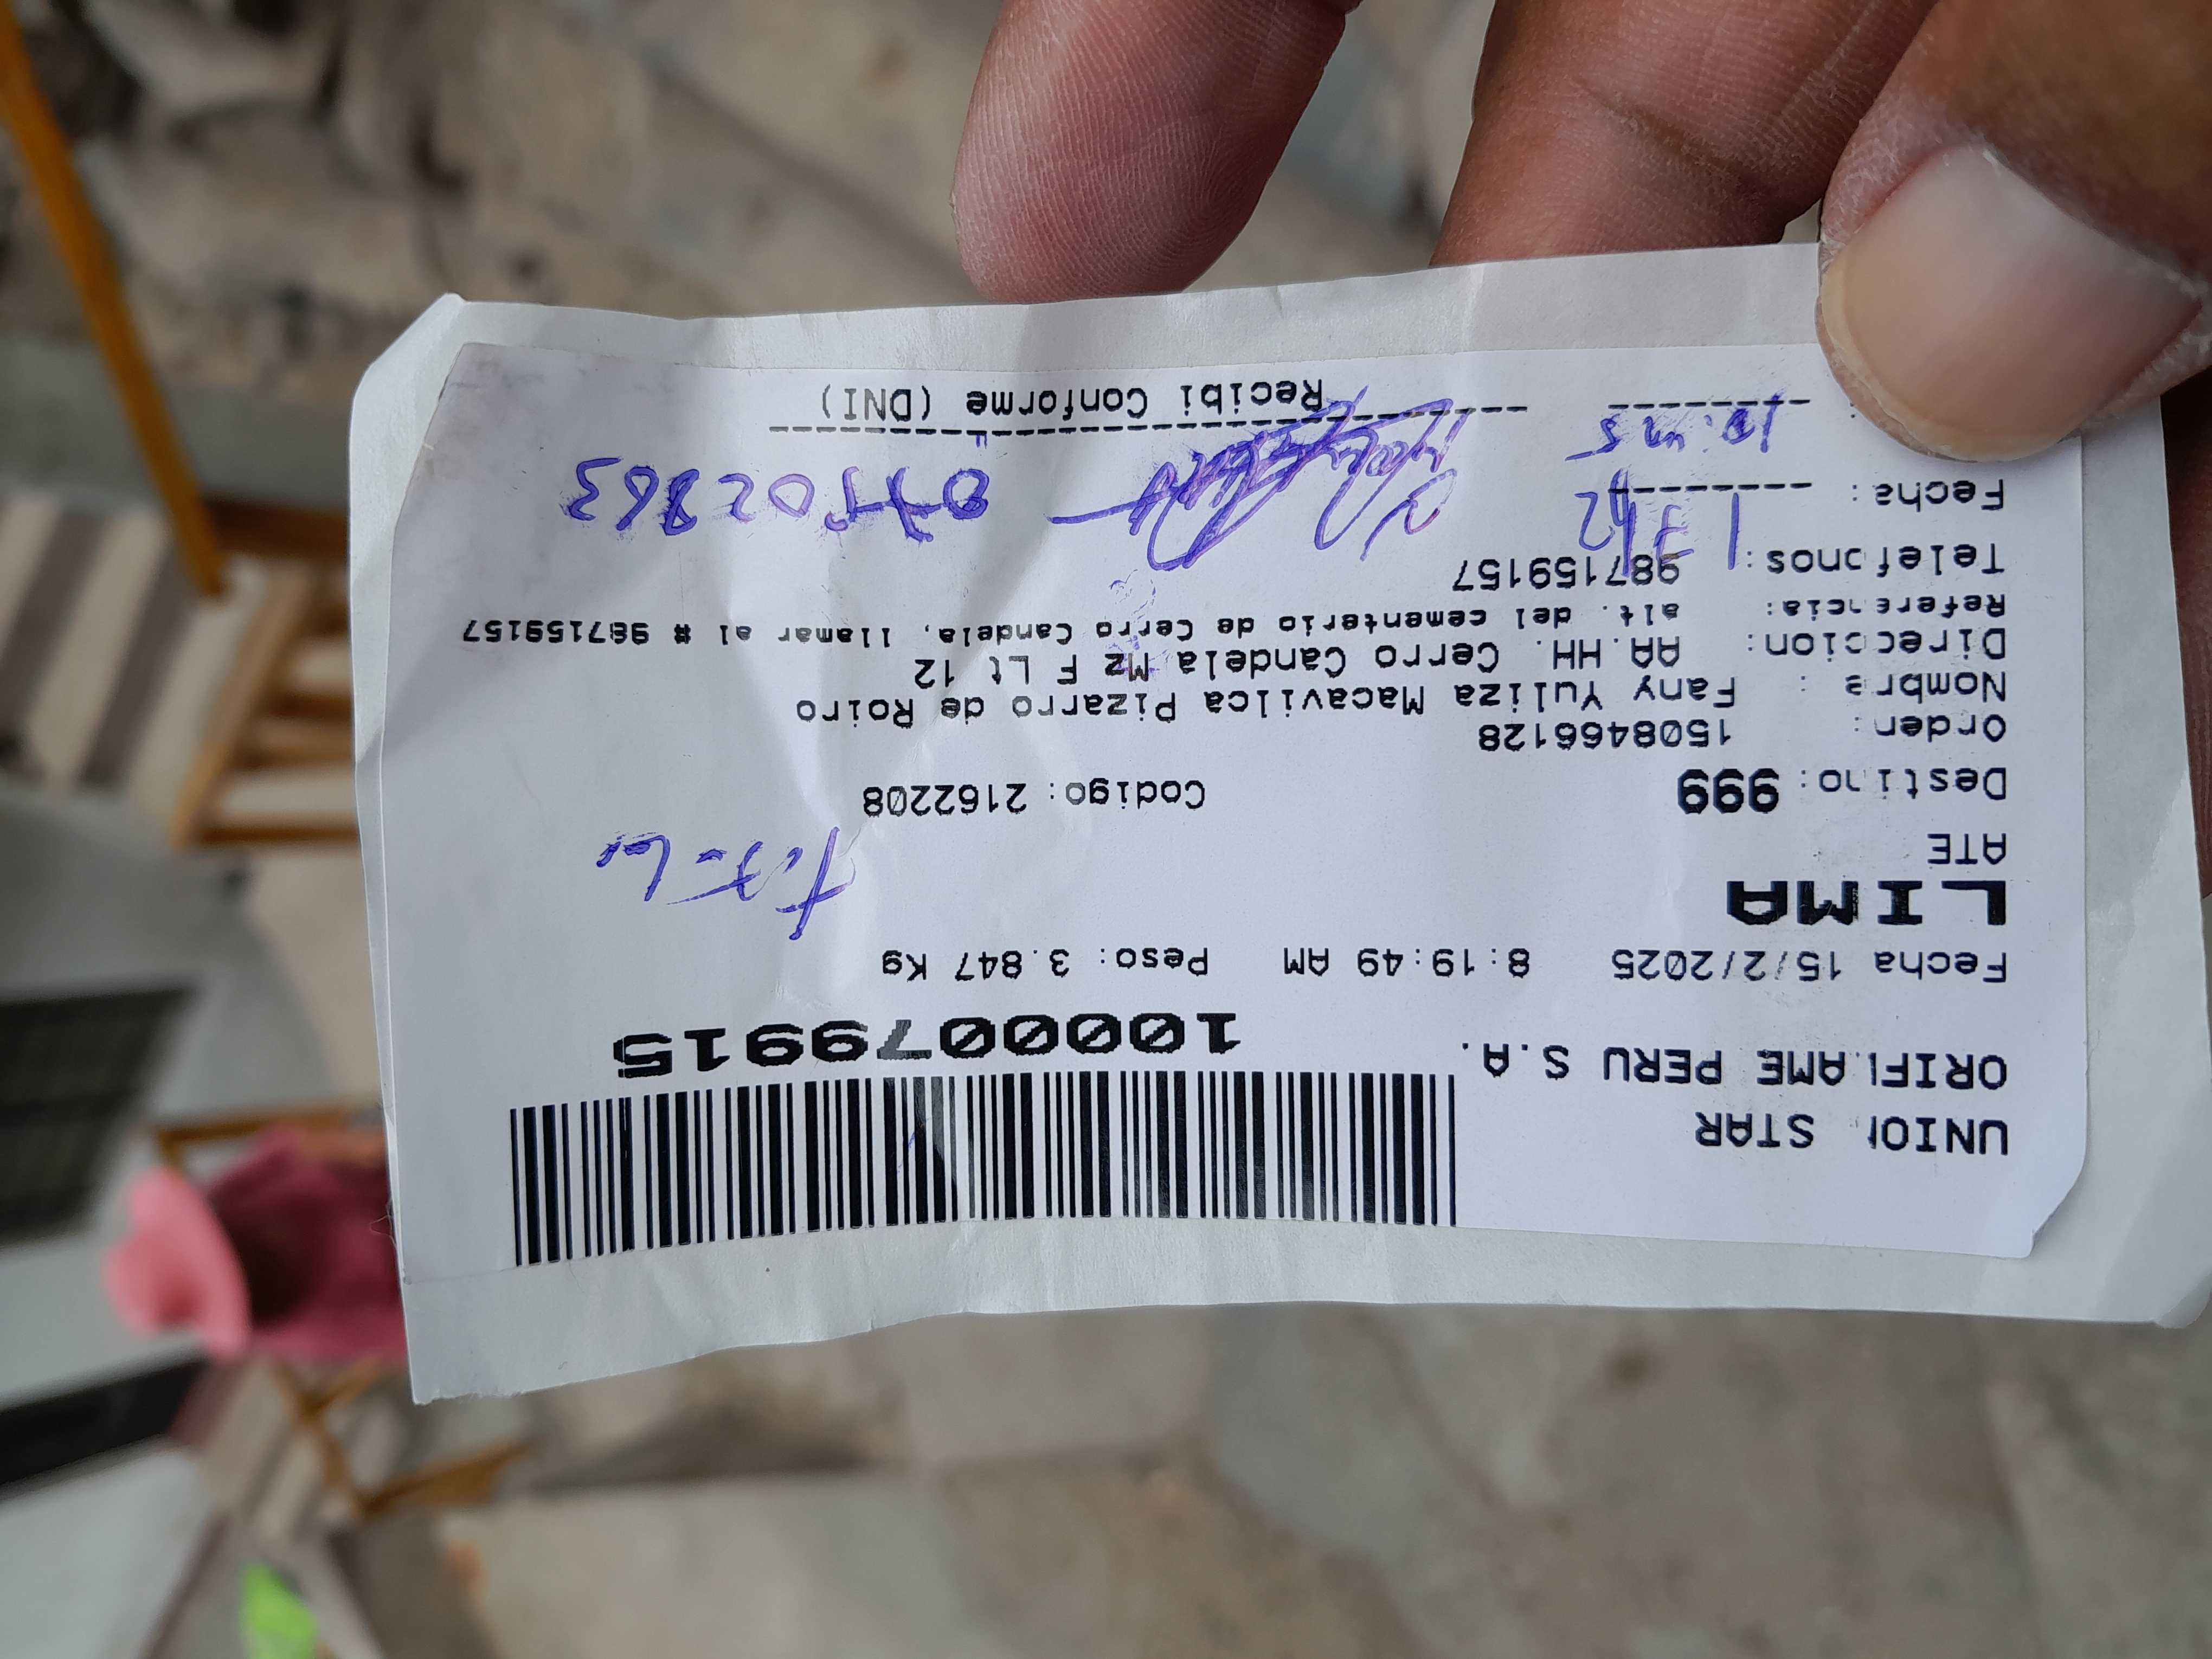 UNION STAR
ORIFLAME PERU S.A.
1000079915
Fecha 15/2/2025 8:19:49 AM Peso: 3.847 Kg
LIMA
ATE
Destino: 999 Codigo: 2162208
Orden: 1508466128
Nombre : Fany Yuliza Macavilca Pizarro de Roiro
Direccion: AA.HH. Cerro Candela Mz F Lt 12
Referencia: alt. del cementerio de Cerro Candela, llamar al # 987159157
Telefonos: 987159157
Fecha:
Recibi Conforme (DNI)